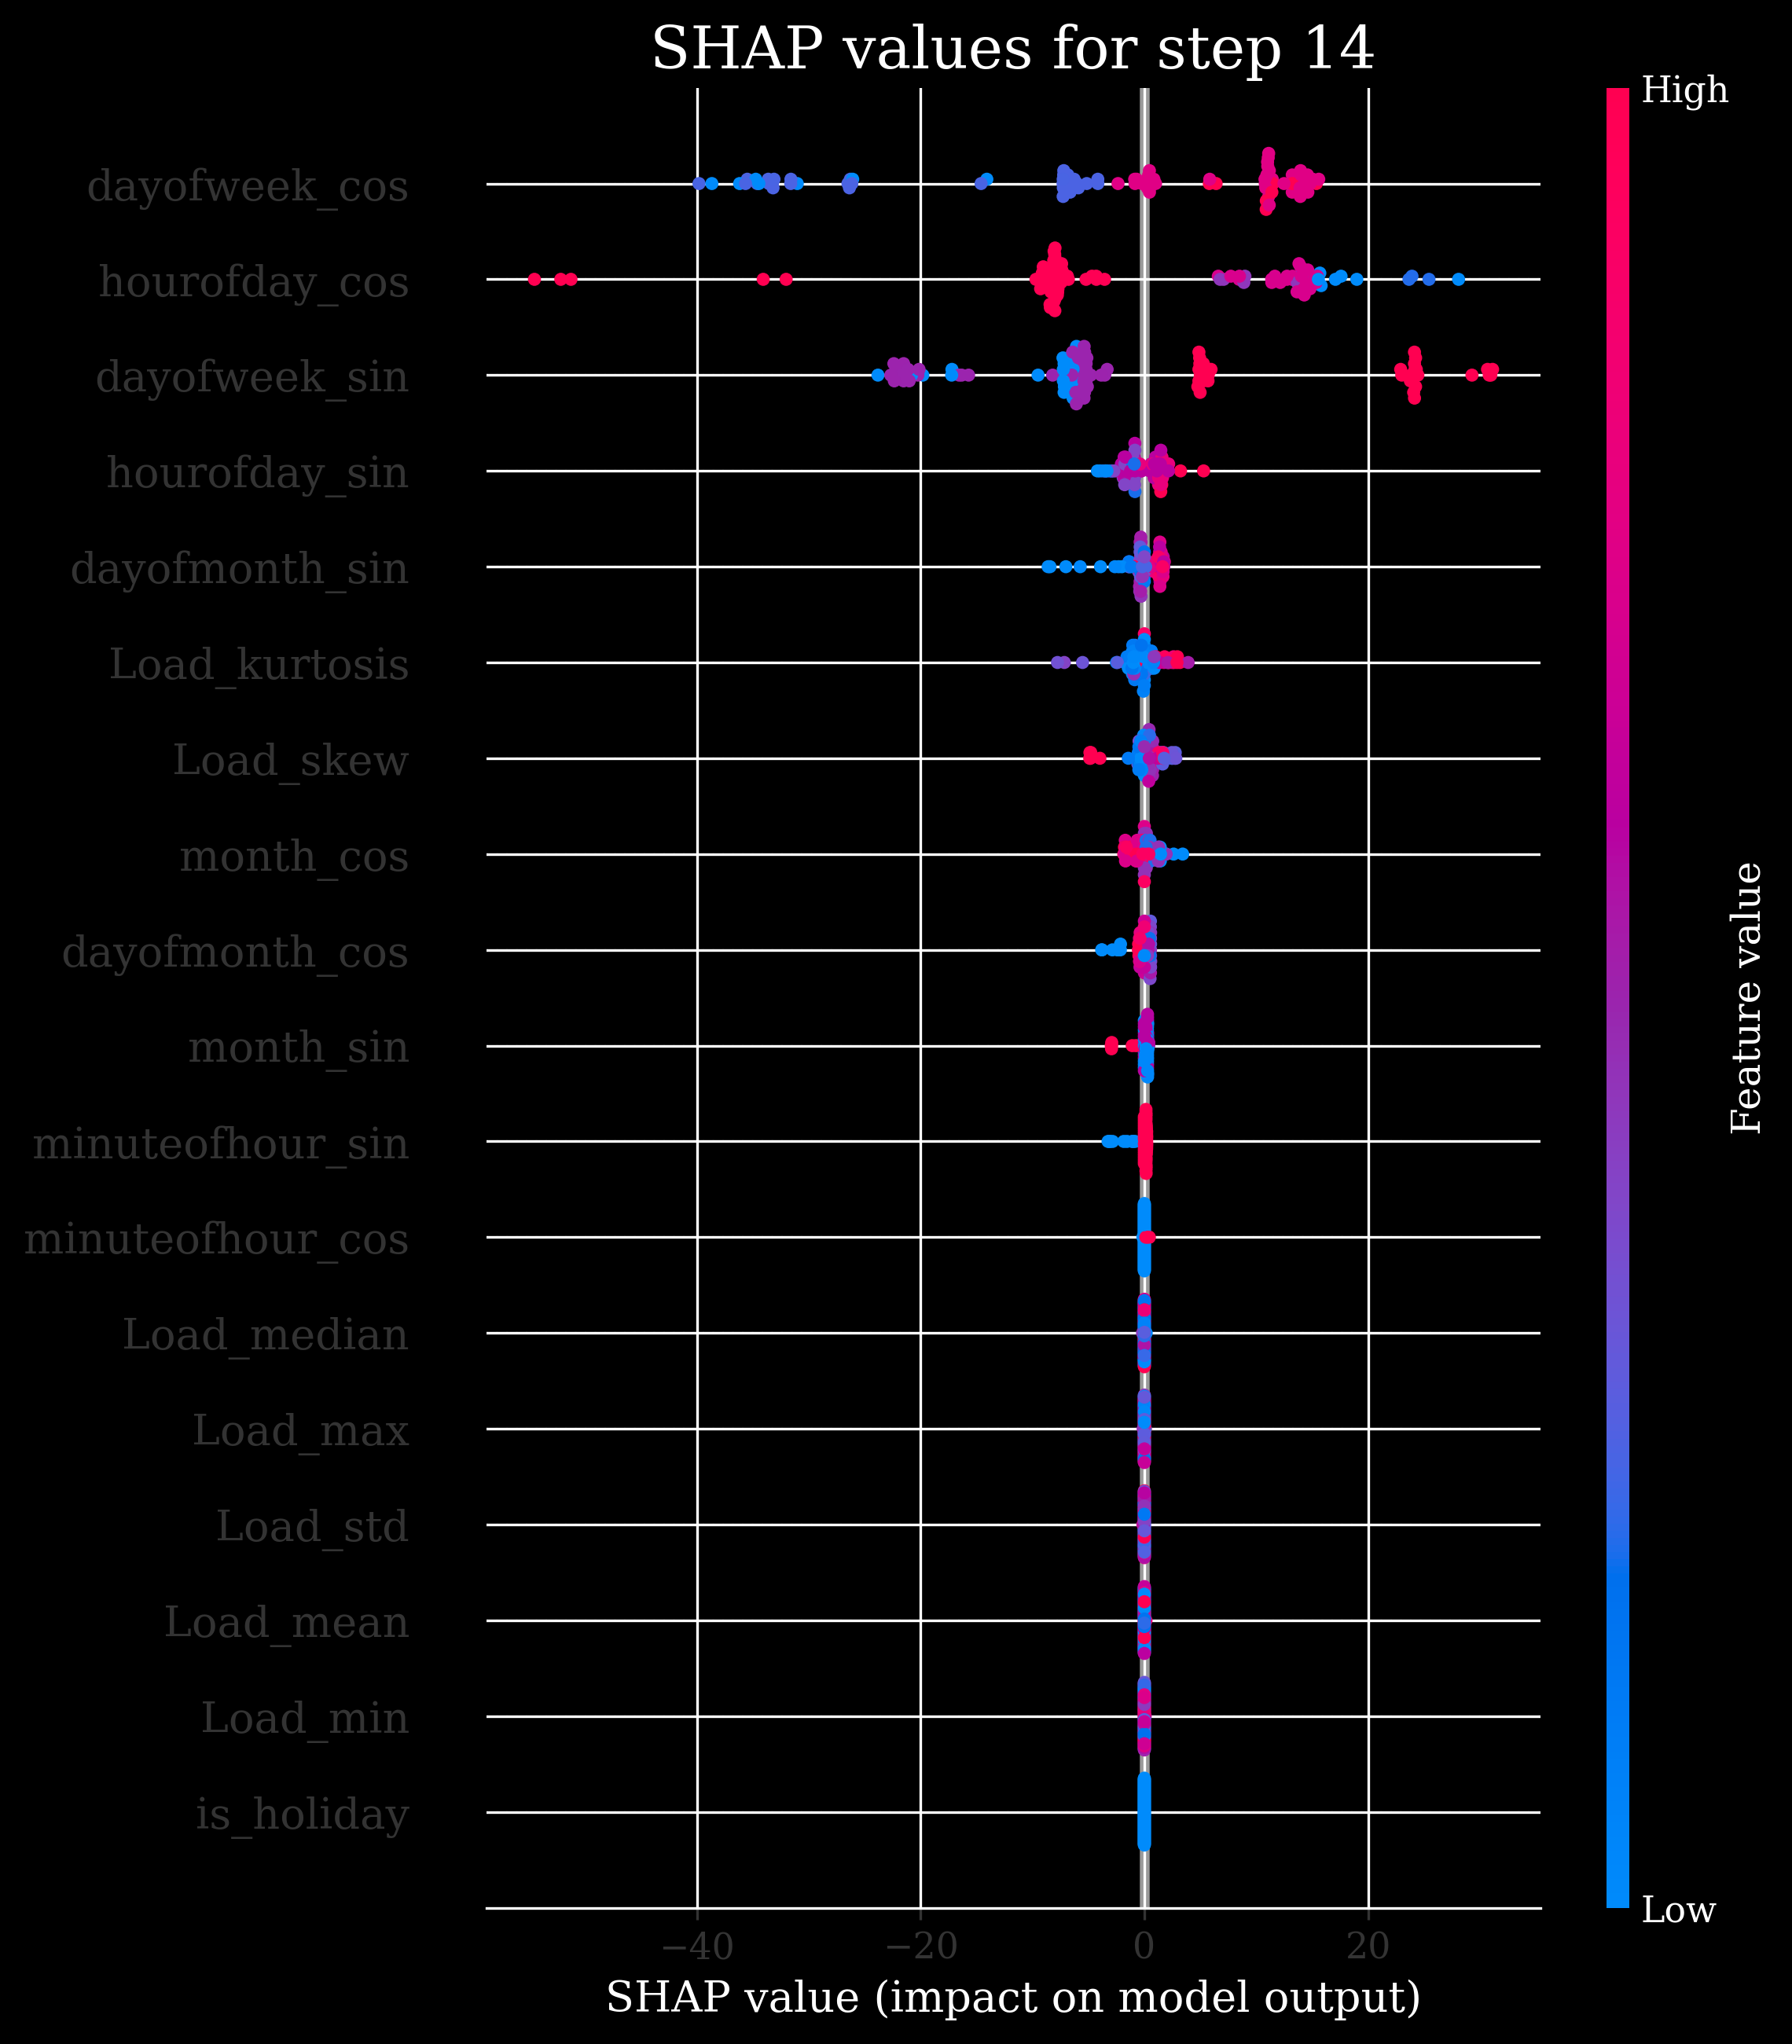 SHAP values for step 14
High
dayofweek_cos
hourofday_cos
dayofweek_sin
hourofday_sin
dayofmonth_sin
Load_kurtosis
Load_skew
month_cos
dayofmonth_cos
month_sin
minuteofhour_sin
minuteofhour_cos
Load_median
Load_max
Load_std
Load_mean
Load_min
is_holiday
Feature value
Low
−40 −20 0 20
SHAP value (impact on model output)